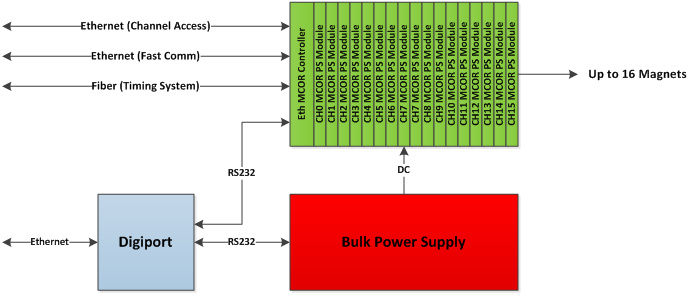 Ethernet (Channel Access)
Ethernet (Fast Comm)
Fiber (Timing System)
Eth MCOR Controller
CH0 MCOR PS Module
CH1 MCOR PS Module
CH2 MCOR PS Module
CH3 MCOR PS Module
CH4 MCOR PS Module
CH5 MCOR PS Module
CH6 MCOR PS Module
CH7 MCOR PS Module
CH7 MCOR PS Module
CH8 MCOR PS Module
CH9 MCOR PS Module
CH10 MCOR PS Module
CH11 MCOR PS Module
CH12 MCOR PS Module
CH13 MCOR PS Module
CH14 MCOR PS Module
CH15 MCOR PS Module
Up to 16 Magnets
RS232
DC
Ethernet
Digiport
RS232
Bulk Power Supply